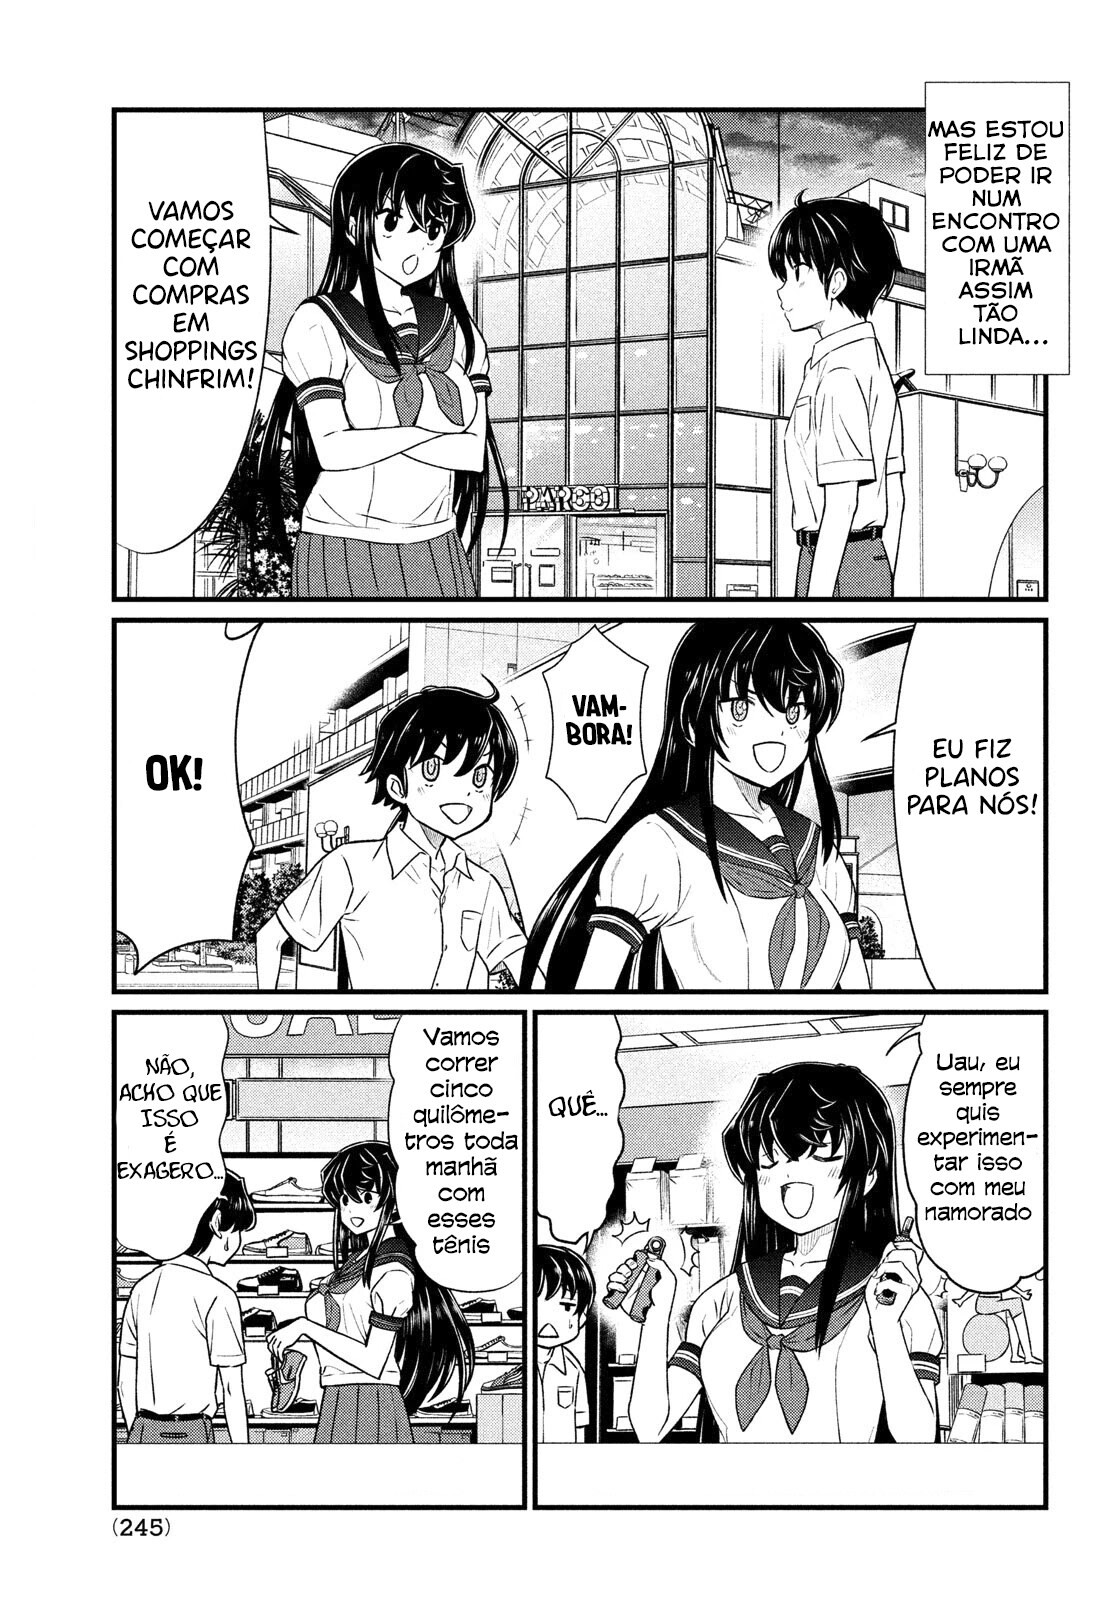 MAS ESTOU
FELIZ DE
PODER IR
NUM
ENCONTRO
COM UMA
IRMÃ
ASSIM
TÃO
LINDA...
VAMOS
COMEÇAR
COM
COMPRAS
EM
SHOPPINGS
CHINFRIM!
PARCO
EU FIZ
PLANOS
PARA NÓS!
VAM-
BORA!
OK!
Uau, eu
sempre
quis
experimen-
tar isso
com meu
namorado
QUÊ...
Vamos
correr
cinco
quilôme-
tros toda
manhã
com
esses
tênis
NÃO,
ACHO QUE
ISSO
É
EXAGERO...
(245)